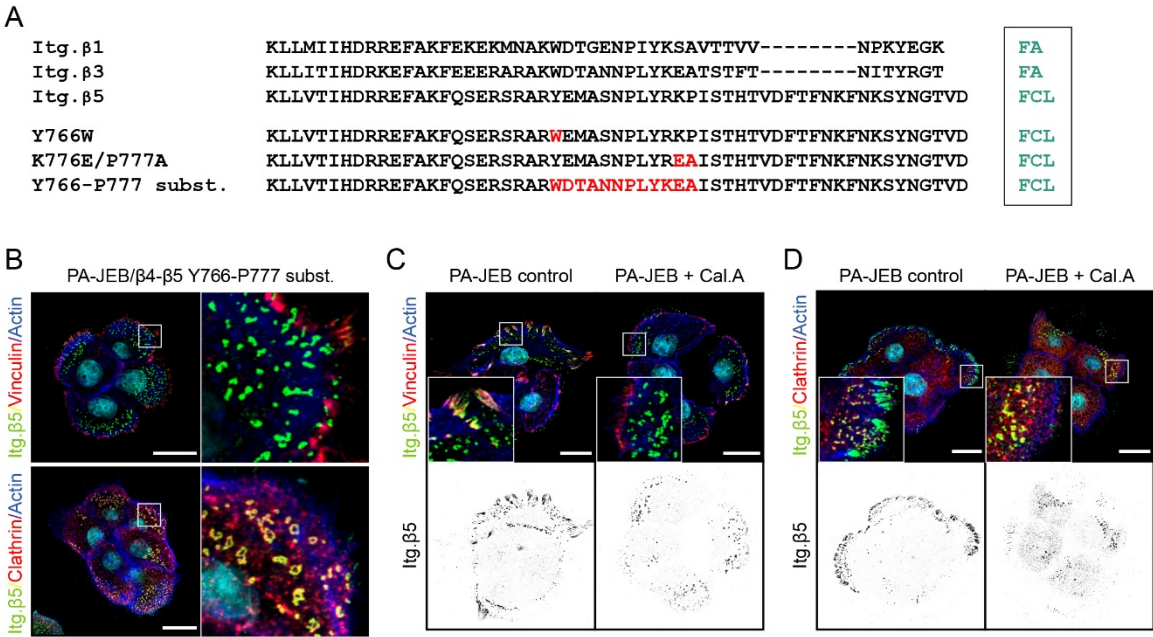 A
Itg.β1 KLLMIIHDRREFAKFEKEKMNAKWDTGENPIYKSAVTTVV--------NPKYEGK FA
Itg.β3 KLLITIHDRKEFAKFEEERARAKWDTANNPLYKEATSTFT--------NITYRGT FA
Itg.β5 KLLVTIHDRREFAKFQSERSRARYEMASNPLYRKPISTHTVDFTFNKFNKSYNGTVD FCL
Y766W KLLVTIHDRREFAKFQSERSRARWEMASNPLYRKPISTHTVDFTFNKFNKSYNGTVD FCL
K776E/P777A KLLVTIHDRREFAKFQSERSRARYEMASNPLYREAISTHTVDFTFNKFNKSYNGTVD FCL
Y766-P777 subst. KLLVTIHDRREFAKFQSERSRARWDTANNPLYKEAISTHTVDFTFNKFNKSYNGTVD FCL
B
PA-JEB/β4-β5 Y766-P777 subst.
Itg.β5/Vinculin/Actin
Itg.β5/Clathrin/Actin
C
PA-JEB control PA-JEB + Cal.A
Itg.β5/Vinculin/Actin
Itg.β5
D
PA-JEB control PA-JEB + Cal.A
Itg.β5/Clathrin/Actin
Itg.β5